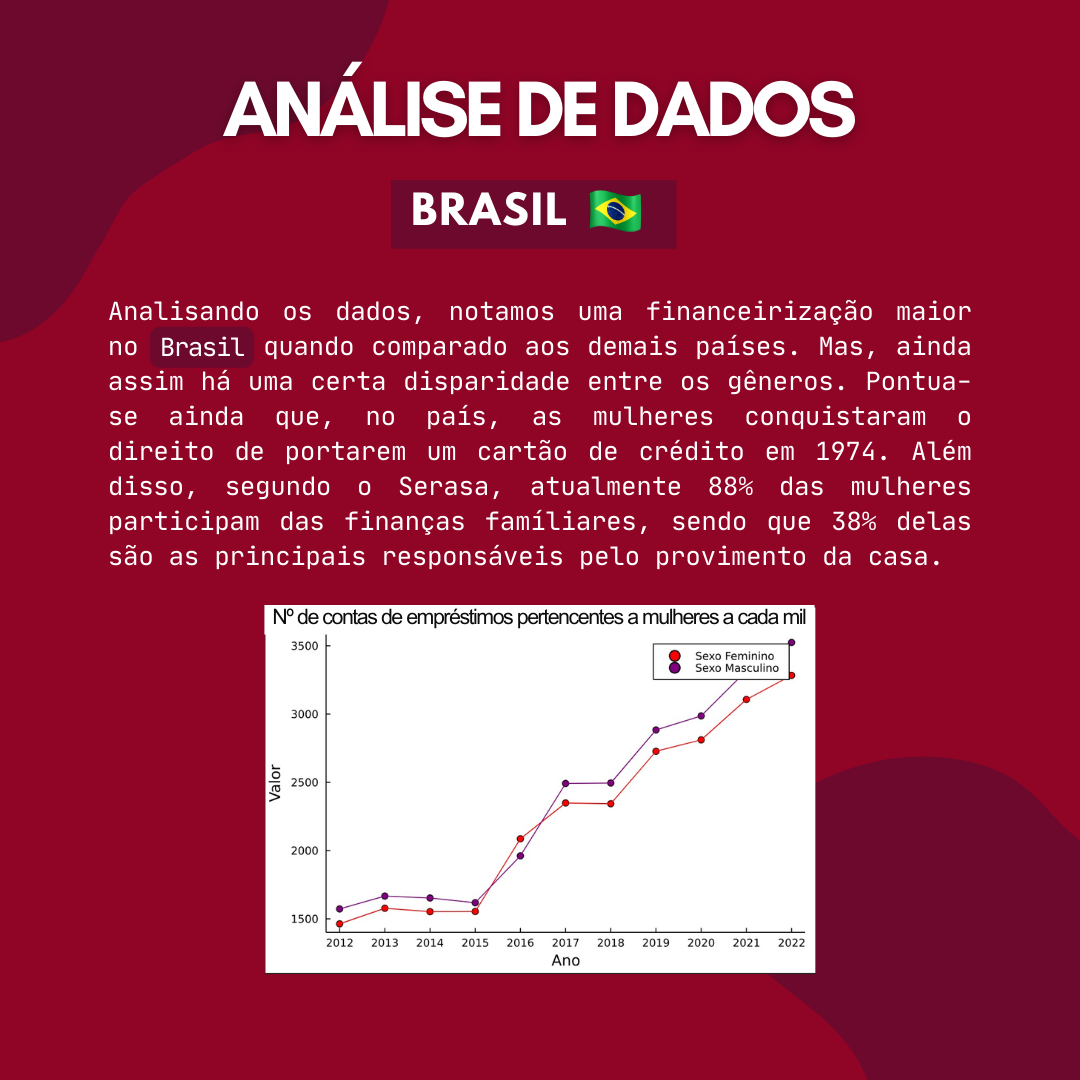 ANÁLISE DE DADOS
BRASIL
Analisando os dados, notamos uma financeirização maior
no Brasil quando comparado aos demais países. Mas, ainda
assim há uma certa disparidade entre os gêneros. Pontua-
se ainda que, no país, as mulheres conquistaram o
direito de portarem um cartão de crédito em 1974. Além
disso, segundo o Serasa, atualmente 88% das mulheres
participam das finanças famíliares, sendo que 38% delas
são as principais responsáveis pelo provimento da casa.
Nº de contas de empréstimos pertencentes a mulheres a cada mil
Sexo Feminino
Sexo Masculino
Valor
3500
3000
2500
2000
1500
2012 2013 2014 2015 2016 2017 2018 2019 2020 2021 2022
Ano